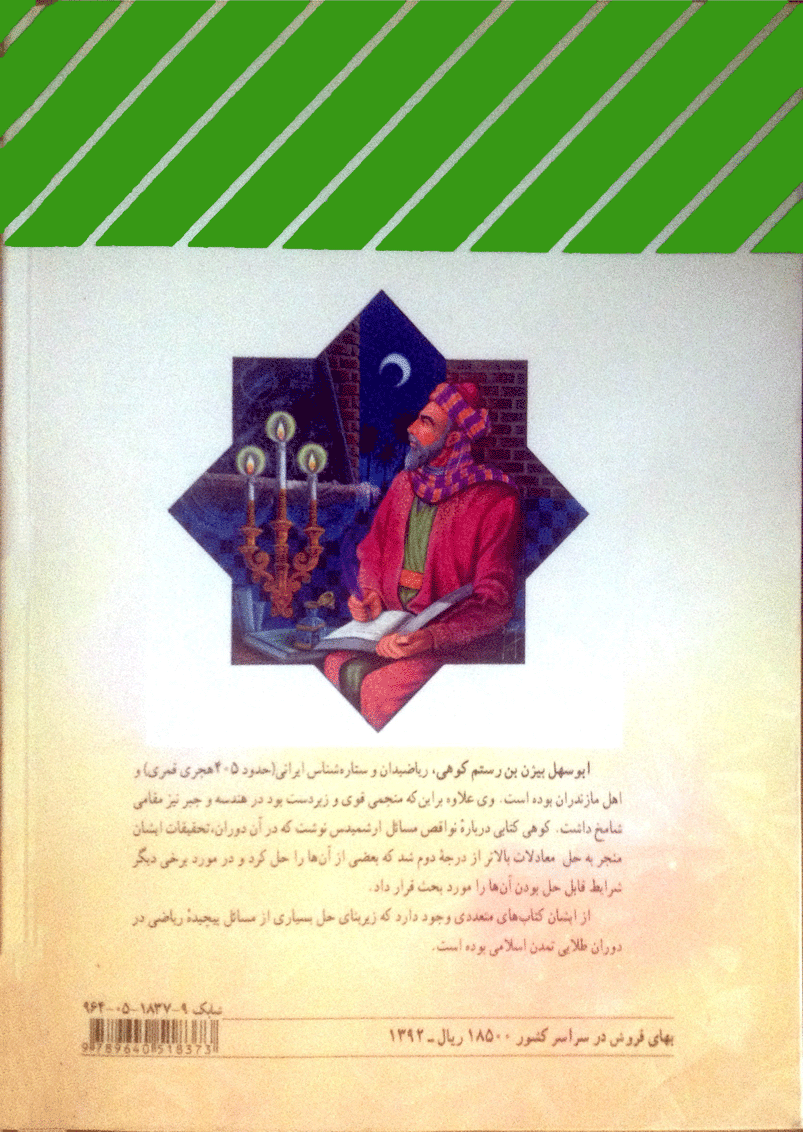 ابوسهل بیژن بن رستم کوهی، ریاضیدان و ستاره‌شناس ایرانی(حدود ۴۰۵هجری قمری) و
اهل مازندران بوده است. وی علاوه براین‌که منجمی قوی و زبردست بود در هندسه و جبر نیز مقامی
شامخ داشت. کوهی کتابی دربارهٔ نواقص مسائل ارشمیدس نوشت که در آن دوران،تحقیقات ایشان
منجر به حل معادلات بالاتر از درجهٔ دوم شد که بعضی از آن‌ها را حل کرد و در مورد برخی دیگر
شرایط قابل حل بودن آن‌ها را مورد بحث قرار داد.
از ایشان کتاب‌های متعددی وجود دارد که زیربنای حل بسیاری از مسائل پیچیدهٔ ریاضی در
دوران طلایی تمدن اسلامی بوده است.
شابک ۹-۱۸۳۷-۰۵-۹۶۴
9 789640 518373
بهای فروش در سراسر کشور ۱۸۵۰۰ ریال ـ ۱۳۹۲